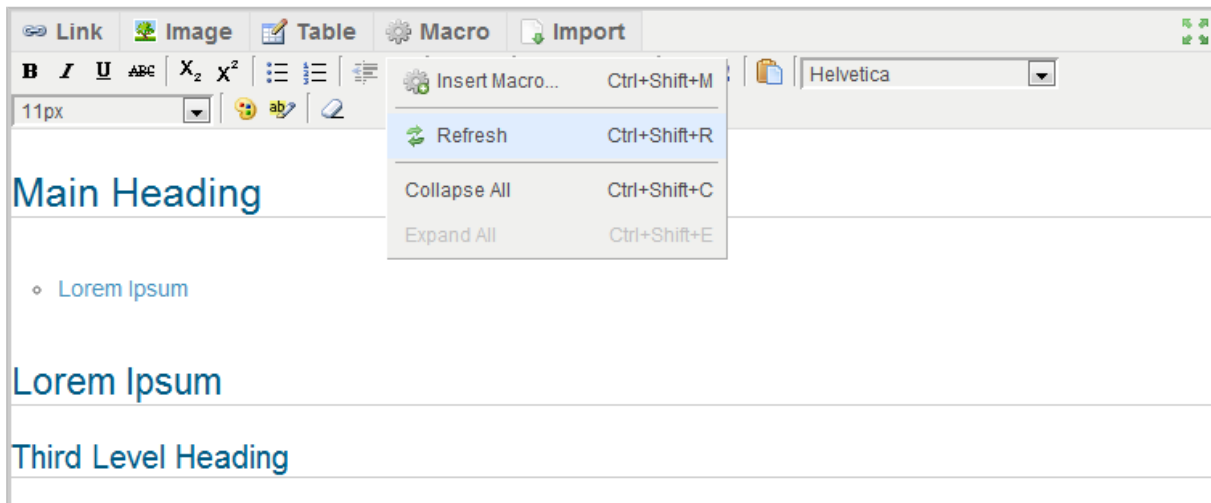 Link Image Table Macro Import
B I U ABC X₂ X² Helvetica
Insert Macro... Ctrl+Shift+M
11px
Refresh Ctrl+Shift+R
Main Heading
Collapse All Ctrl+Shift+C
Expand All Ctrl+Shift+E
Lorem Ipsum
Lorem Ipsum
Third Level Heading